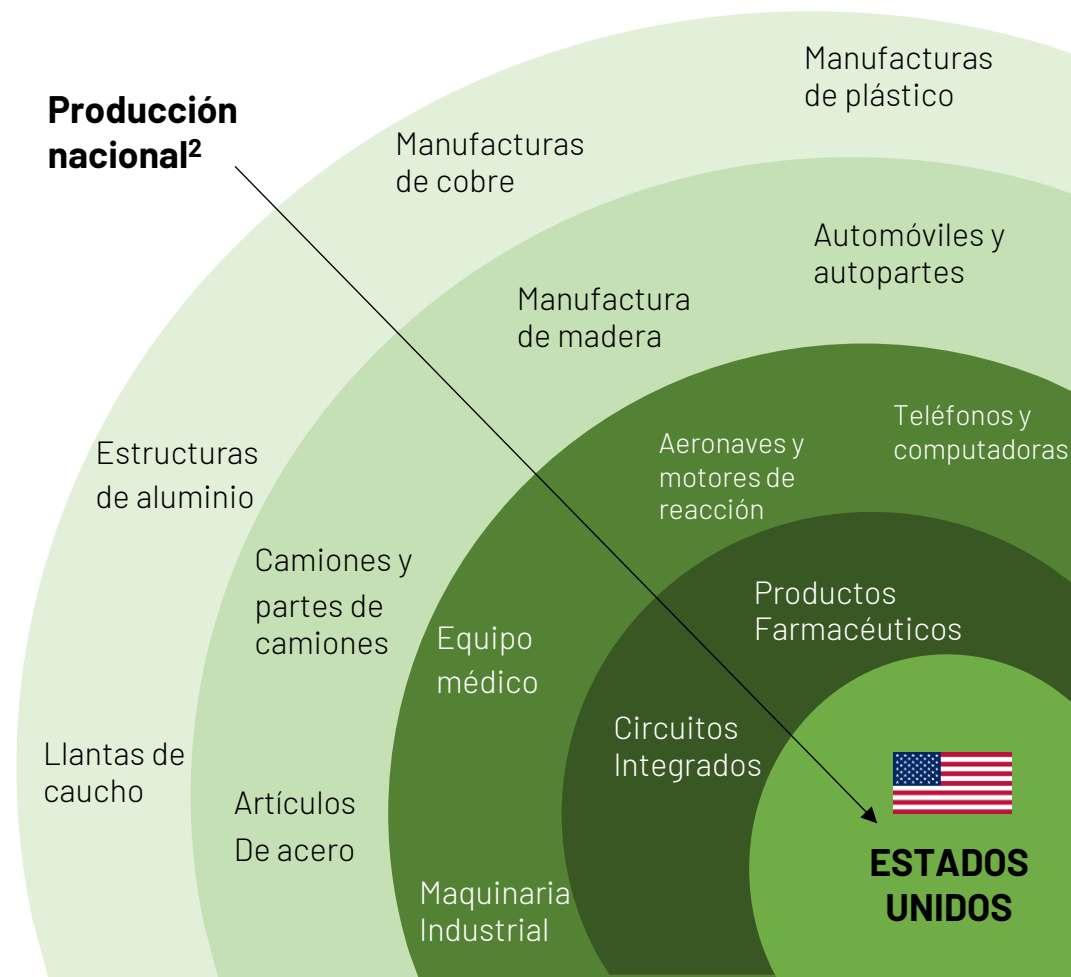 Manufacturas
de plástico
Producción
nacional²
Manufacturas
de cobre
Automóviles y
autopartes
Manufactura
de madera
Teléfonos y
computadoras
Aeronaves y
motores de
reacción
Estructuras
de aluminio
Camiones y
partes de
camiones
Productos
Farmacéuticos
Equipo
médico
Circuitos
Integrados
Llantas de
caucho
Artículos
De acero
ESTADOS
UNIDOS
Maquinaria
Industrial